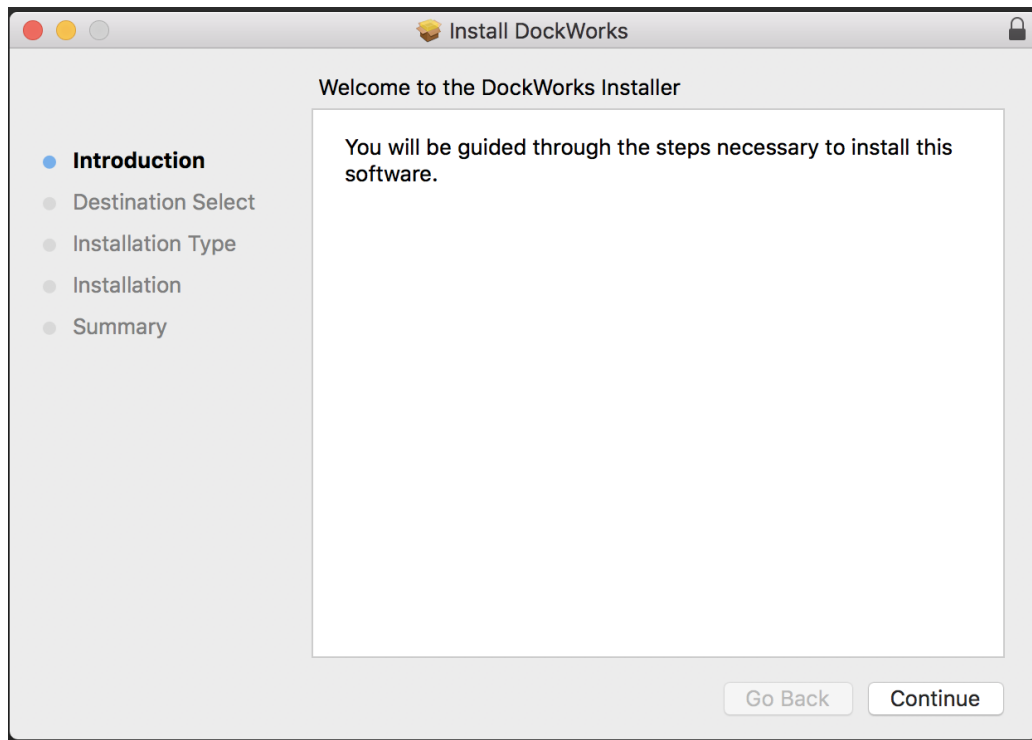 Install DockWorks
Welcome to the DockWorks Installer
Introduction
Destination Select
Installation Type
Installation
Summary
You will be guided through the steps necessary to install this
software.
Go Back
Continue